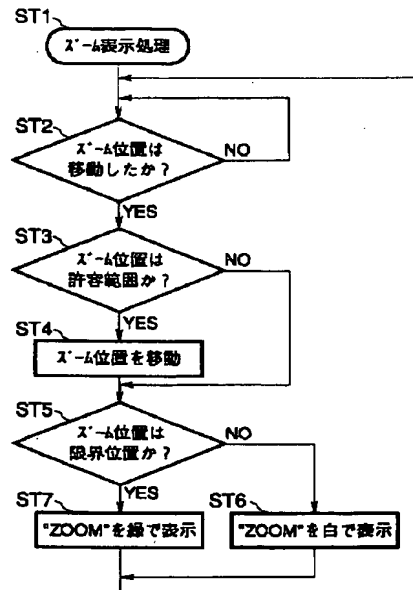 ST1
ズーム表示処理
ST2
ズーム位置は
移動したか?
NO
YES
ST3
ズーム位置は
許容範囲か?
NO
YES
ST4
ズーム位置を移動
ST5
ズーム位置は
限界位置か?
NO
YES
ST7
"ZOOM"を緑で表示
ST6
"ZOOM"を白で表示